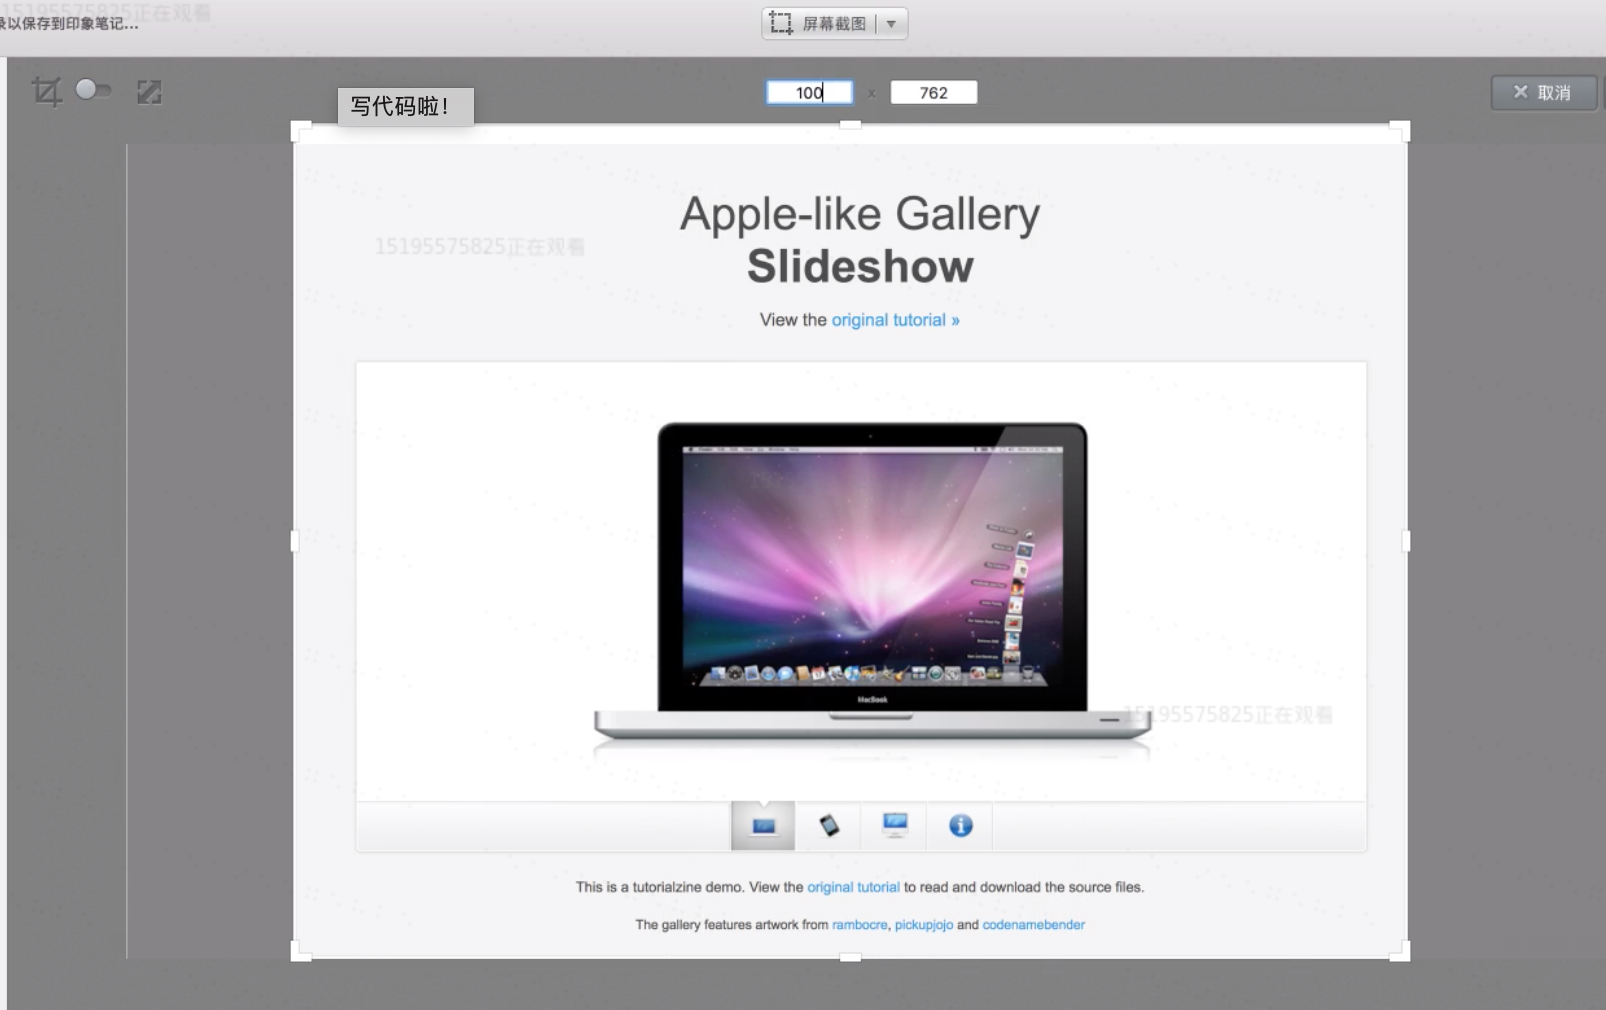 15195575825正在观看
录以保存到印象笔记...
屏幕截图
100 x 762
取消
写代码啦!
Apple-like Gallery
Slideshow
15195575825正在观看
View the original tutorial »
MacBook
15195575825正在观看
This is a tutorialzine demo. View the original tutorial to read and download the source files.
The gallery features artwork from rambocre, pickupjojo and codenamebender